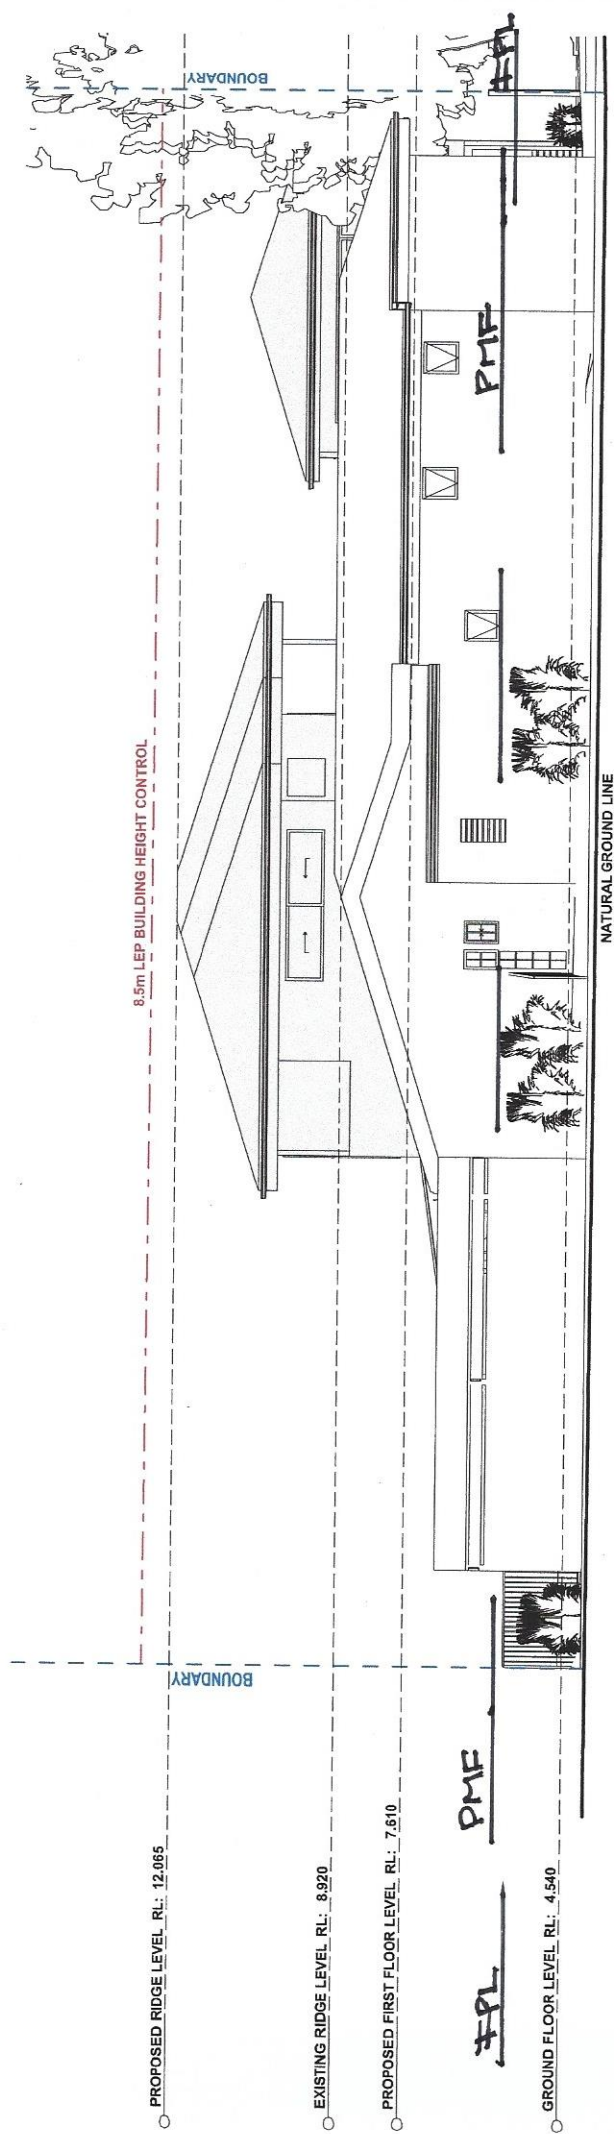 BOUNDARY
FPL
PMF
8.5m LEP BUILDING HEIGHT CONTROL
NATURAL GROUND LINE
BOUNDARY
PMF
FPL
PROPOSED RIDGE LEVEL RL: 12.065
EXISTING RIDGE LEVEL RL: 8.920
PROPOSED FIRST FLOOR LEVEL RL: 7.610
GROUND FLOOR LEVEL RL: 4.540